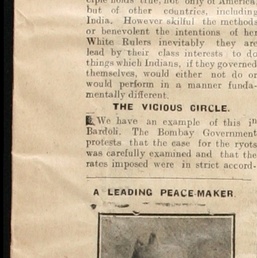 ciple holds true, not only of America,
but of other countries, including
India. However skilful the methods
or benevolent the intentions of her
White Rulers inevitably they are
lead by their class interests to do
things which Indians, if they governed
themselves, would either not do or
would perform in a manner funda-
mentally different.
THE VICIOUS CIRCLE.
We have an example of this in
Bardoli. The Bombay Government
protests that the case for the ryots
was carefully examined and that the
rates imposed were in strict accord-
A LEADING PEACE-MAKER